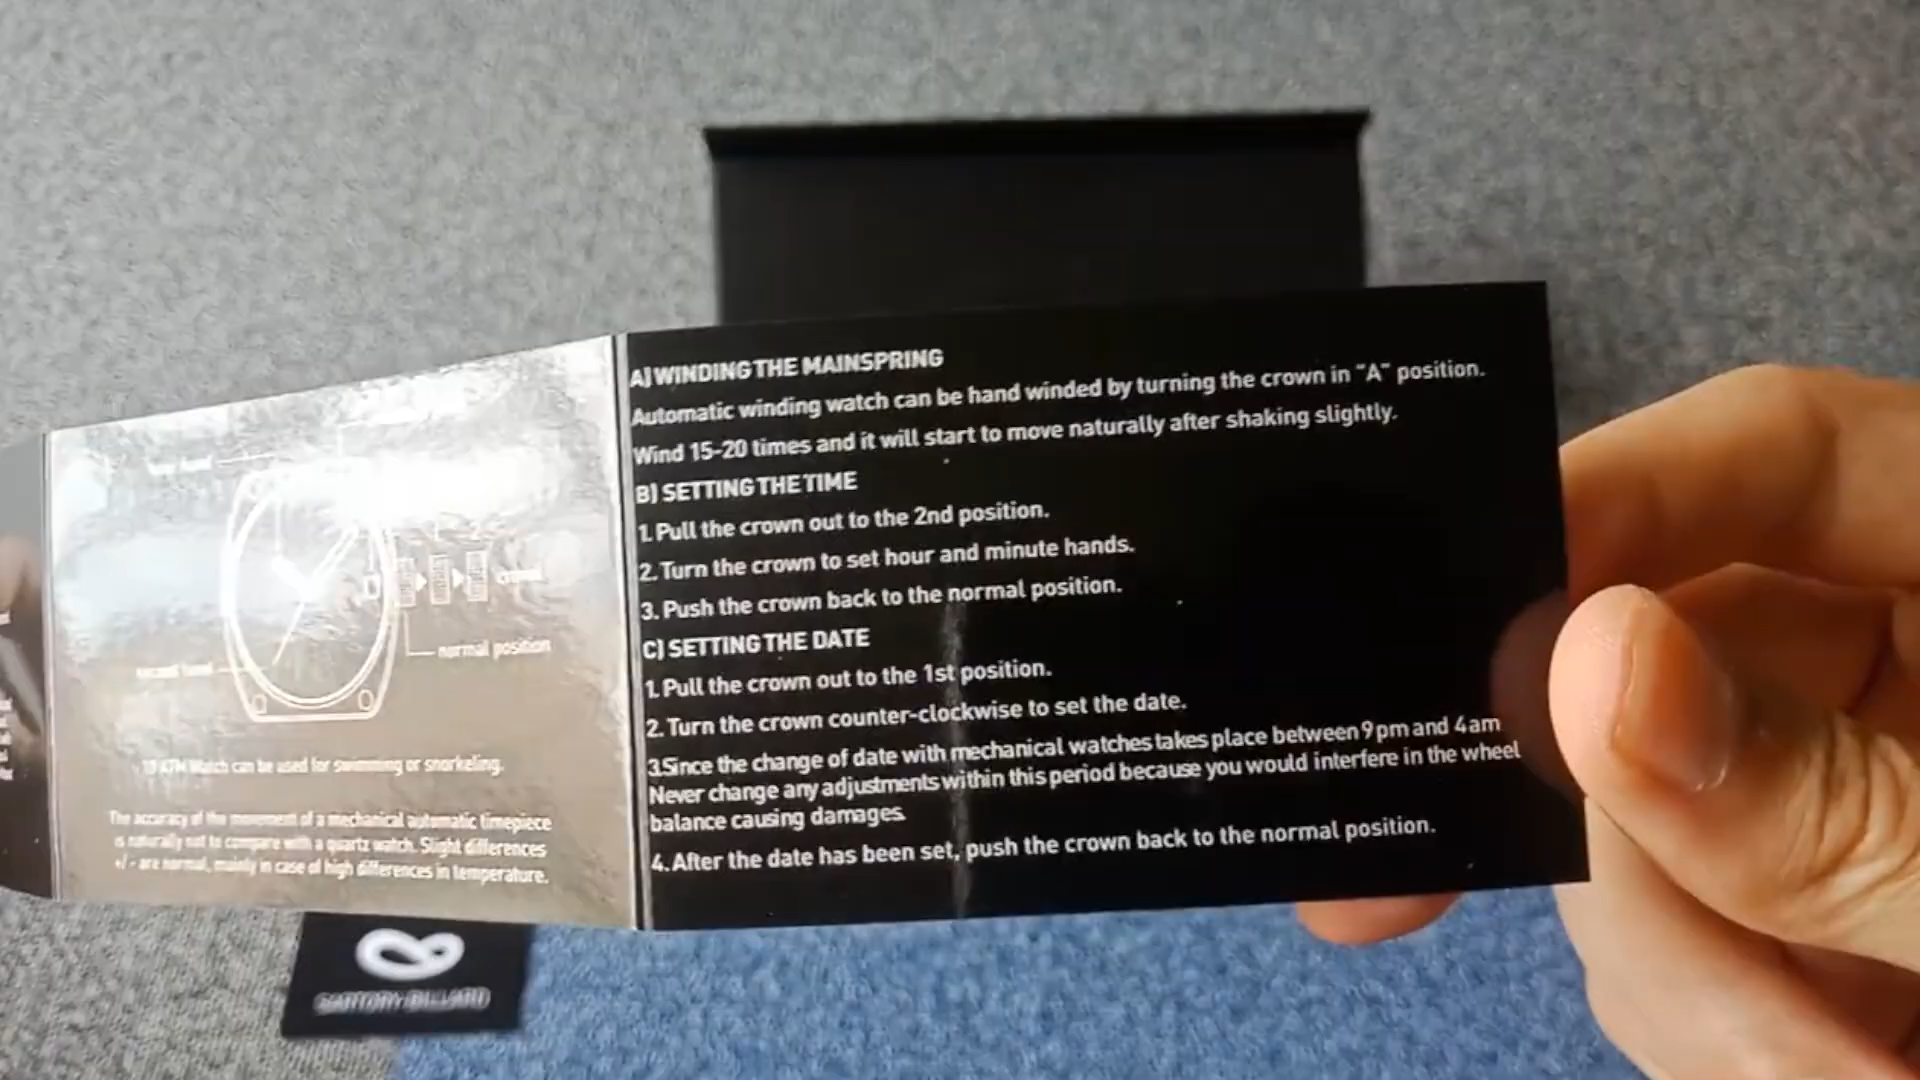 normal position
Watch can be used for swimming or snorkeling.
The accuracy of the movement of a mechanical automatic timepiece
is naturally not to compare with a quartz watch. Slight differences
+/- are normal, mainly in case of high differences in temperature.
A) WINDING THE MAINSPRING
Automatic winding watch can be hand winded by turning the crown in "A" position.
Wind 15-20 times and it will start to move naturally after shaking slightly.
B) SETTING THE TIME
1. Pull the crown out to the 2nd position.
2. Turn the crown to set hour and minute hands.
3. Push the crown back to the normal position.
C) SETTING THE DATE
1. Pull the crown out to the 1st position.
2. Turn the crown counter-clockwise to set the date.
3.Since the change of date with mechanical watches takes place between 9 pm and 4 am
Never change any adjustments within this period because you would interfere in the wheel
balance causing damages.
4. After the date has been set, push the crown back to the normal position.
SARTORY BILLARD